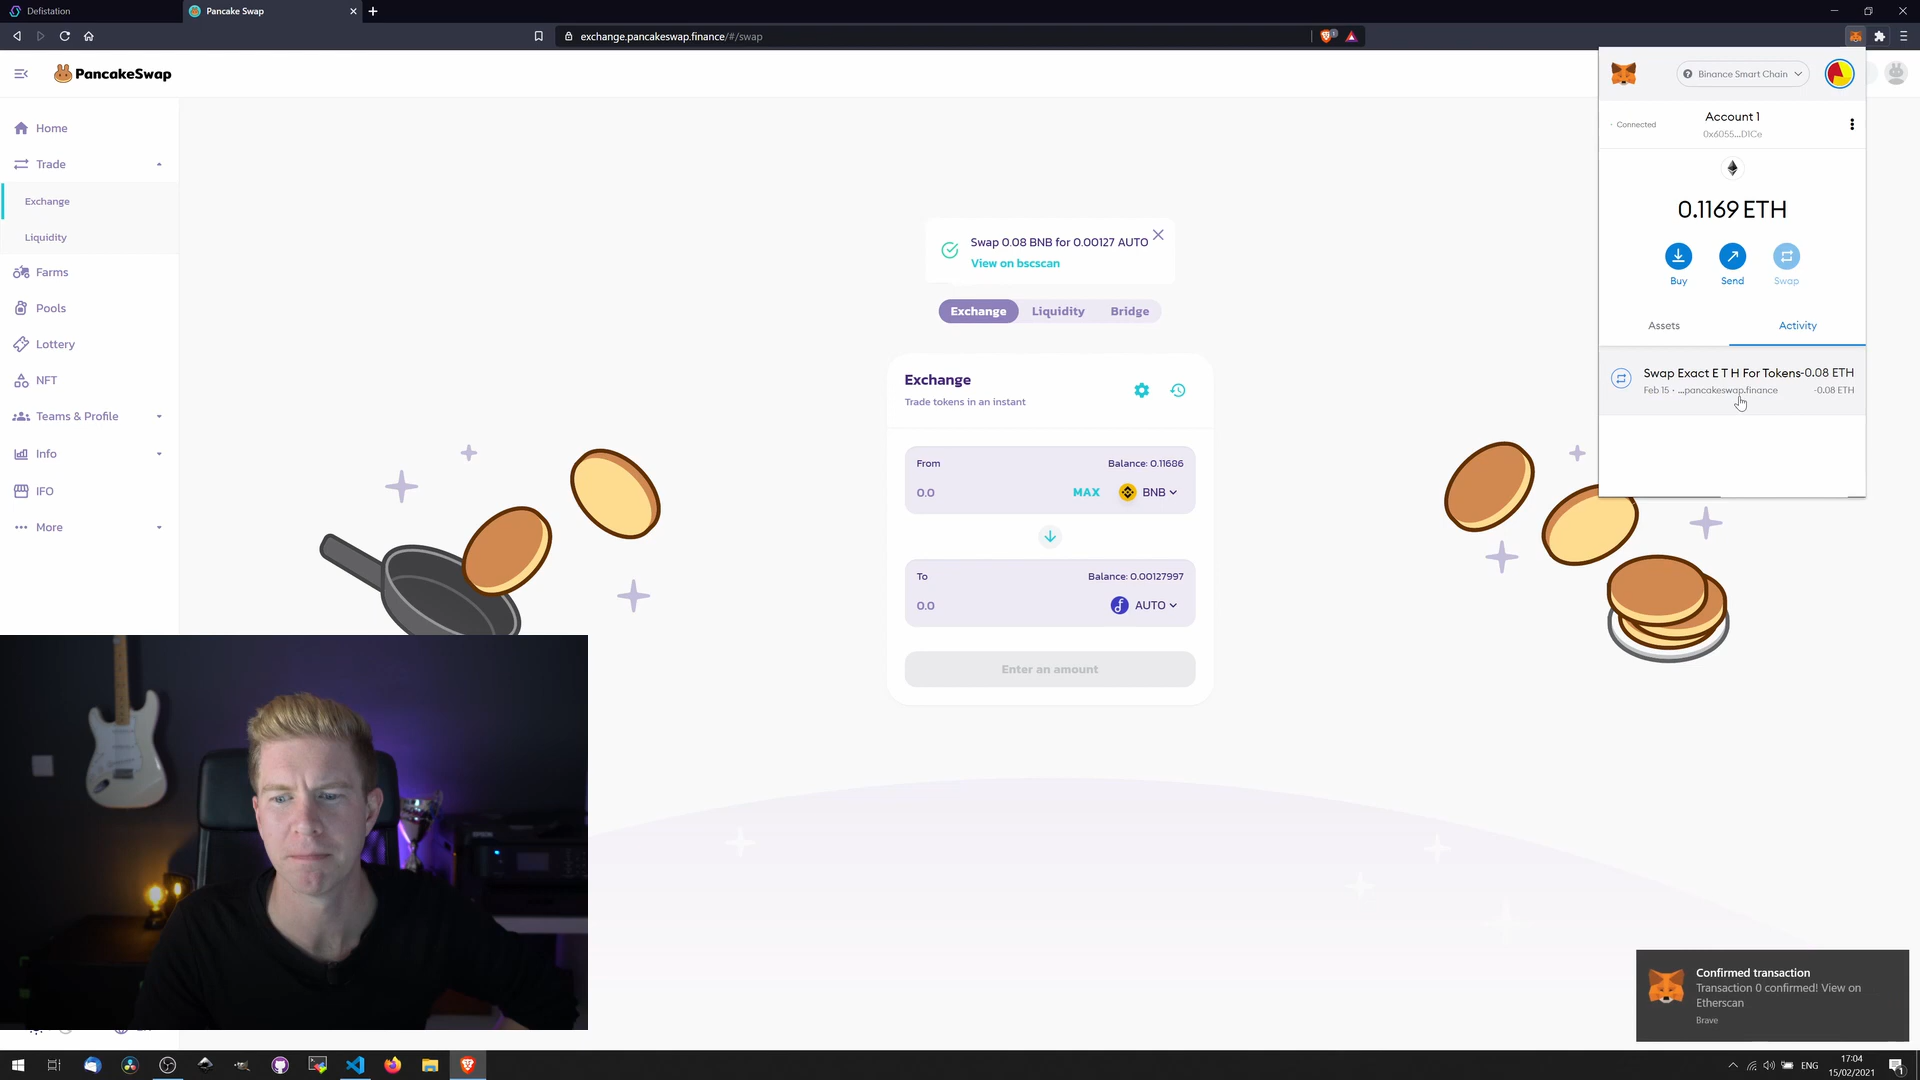 Defistation
Pancake Swap
exchange.pancakeswap.finance/#/swap
PancakeSwap
Home
Trade
Exchange
Liquidity
Farms
Pools
Lottery
NFT
Teams & Profile
Info
IFO
More
Swap 0.08 BNB for 0.00127 AUTO
View on bscscan
Exchange
Liquidity
Bridge
Exchange
Trade tokens in an instant
From
Balance: 0.11686
0.0
MAX
BNB
To
Balance: 0.00127997
0.0
AUTO
Enter an amount
Binance Smart Chain
Connected
Account 1
0x6055...D1Ce
0.1169 ETH
Buy
Send
Swap
Assets
Activity
Swap Exact E T H For Tokens-0.08 ETH
Feb 15 · ...pancakeswap.finance
-0.08 ETH
Confirmed transaction
Transaction 0 confirmed! View on
Etherscan
Brave
ENG
17:04
15/02/2021